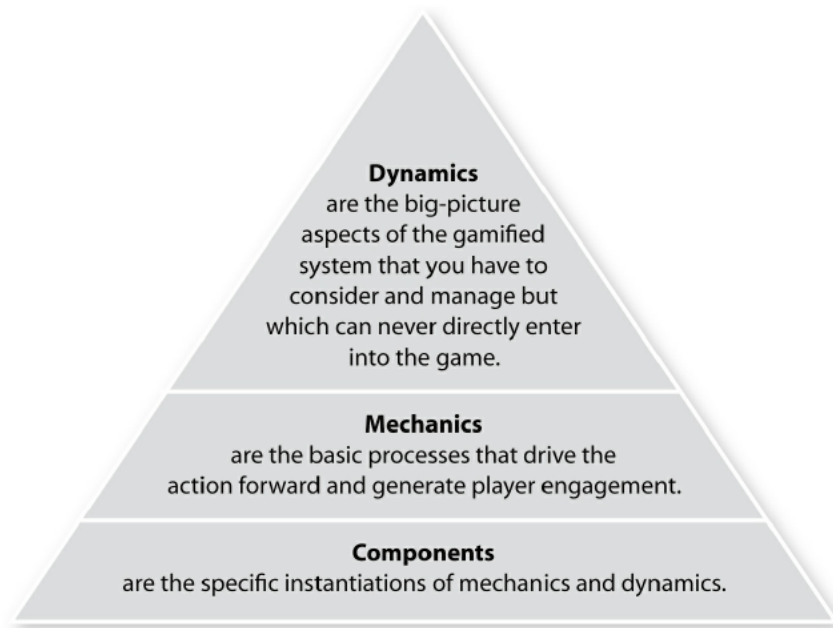 Dynamics
are the big-picture
aspects of the gamified
system that you have to
consider and manage but
which can never directly enter
into the game.
Mechanics
are the basic processes that drive the
action forward and generate player engagement.
Components
are the specific instantiations of mechanics and dynamics.